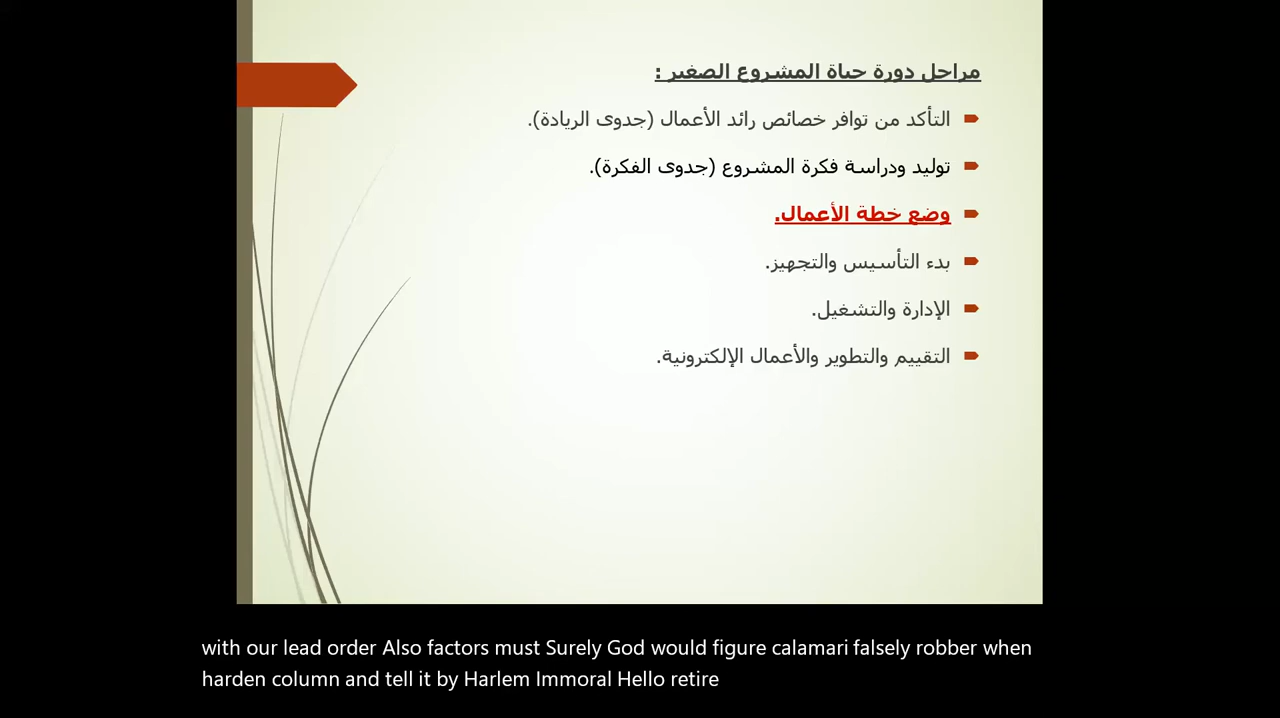 مراحل دورة حياة المشروع الصغير :
التأكد من توافر خصائص رائد الأعمال (جدوى الريادة).
توليد ودراسة فكرة المشروع (جدوى الفكرة).
وضع خطة الأعمال.
بدء التأسيس والتجهيز.
الإدارة والتشغيل.
التقييم والتطوير والأعمال الإلكترونية.
with our lead order Also factors must Surely God would figure calamari falsely robber when
harden column and tell it by Harlem Immoral Hello retire